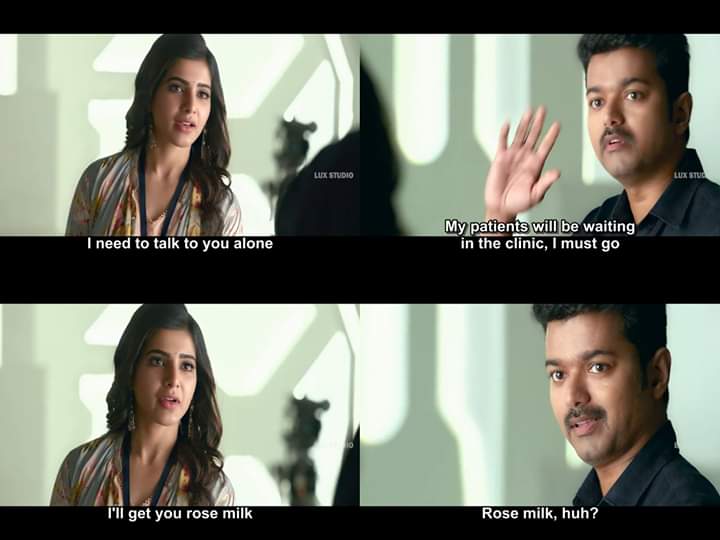 LUX STUDIO
I need to talk to you alone
LUX STUD
My patients will be waiting
in the clinic, I must go
I'll get you rose milk
Rose milk, huh?